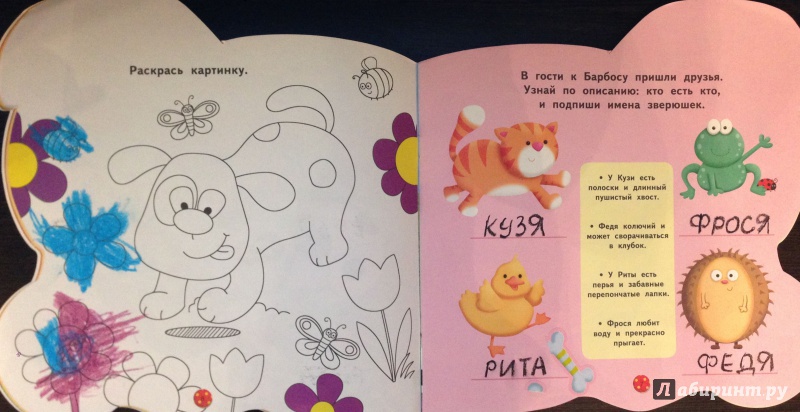 Раскрась картинку.
В гости к Барбосу пришли друзья.
Узнай по описанию: кто есть кто,
и подпиши имена зверюшек.
• У Кузи есть
полоски и длинный
пушистый хвост.
• Федя колючий и
может сворачиваться
в клубок.
• У Риты есть
перья и забавные
перепончатые лапки.
• Фрося любит
воду и прекрасно
прыгает.
КУЗЯ
ФРОСЯ
РИТА
ФЕДЯ
Лабиринт.ру